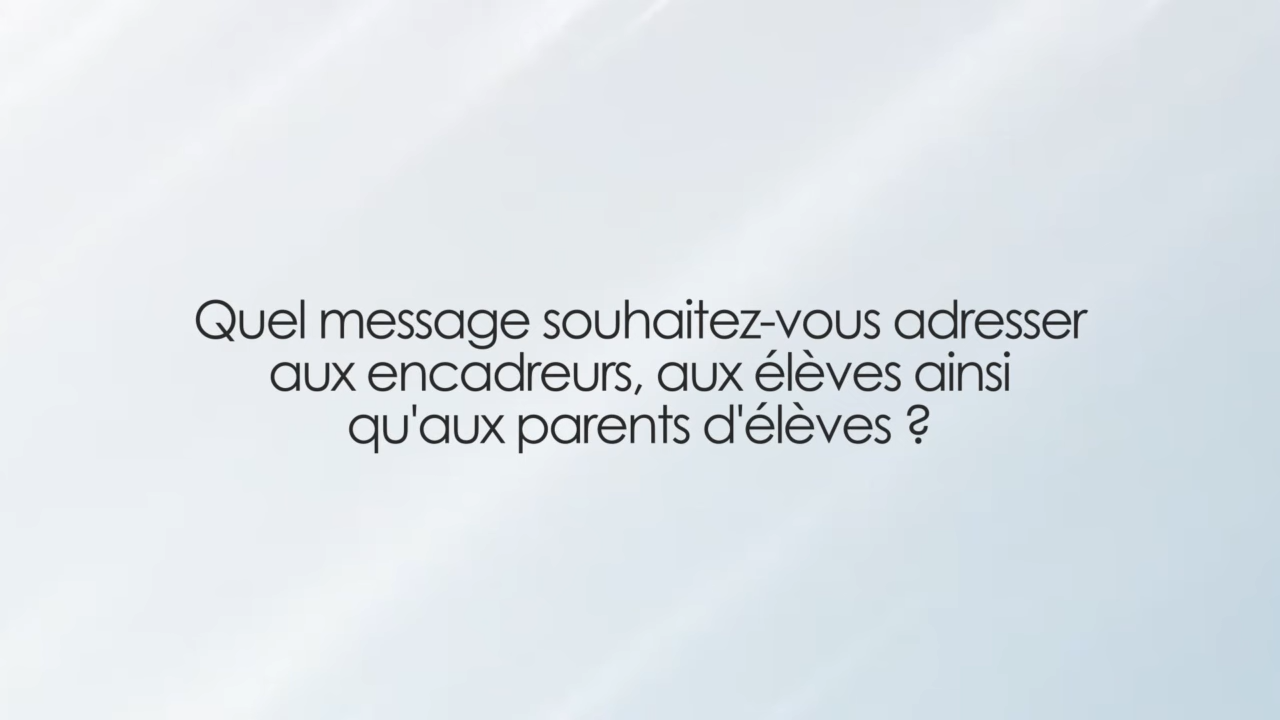 Quel message souhaitez-vous adresser
aux encadreurs, aux élèves ainsi
qu'aux parents d'élèves ?